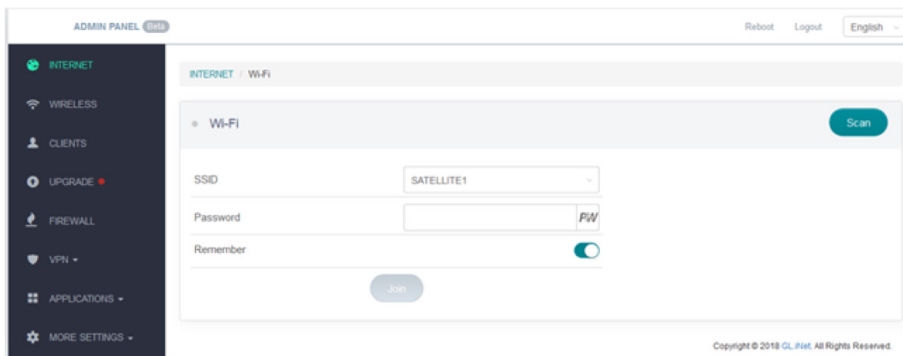 ADMIN PANEL Beta
Reboot Logout English
INTERNET
WIRELESS
CLIENTS
UPGRADE
FIREWALL
VPN
APPLICATIONS
MORE SETTINGS
INTERNET / Wi-Fi
Wi-Fi
Scan
SSID SATELLITE1
Password PW
Remember
Join
Copyright © 2018 GL.iNet. All Rights Reserved.